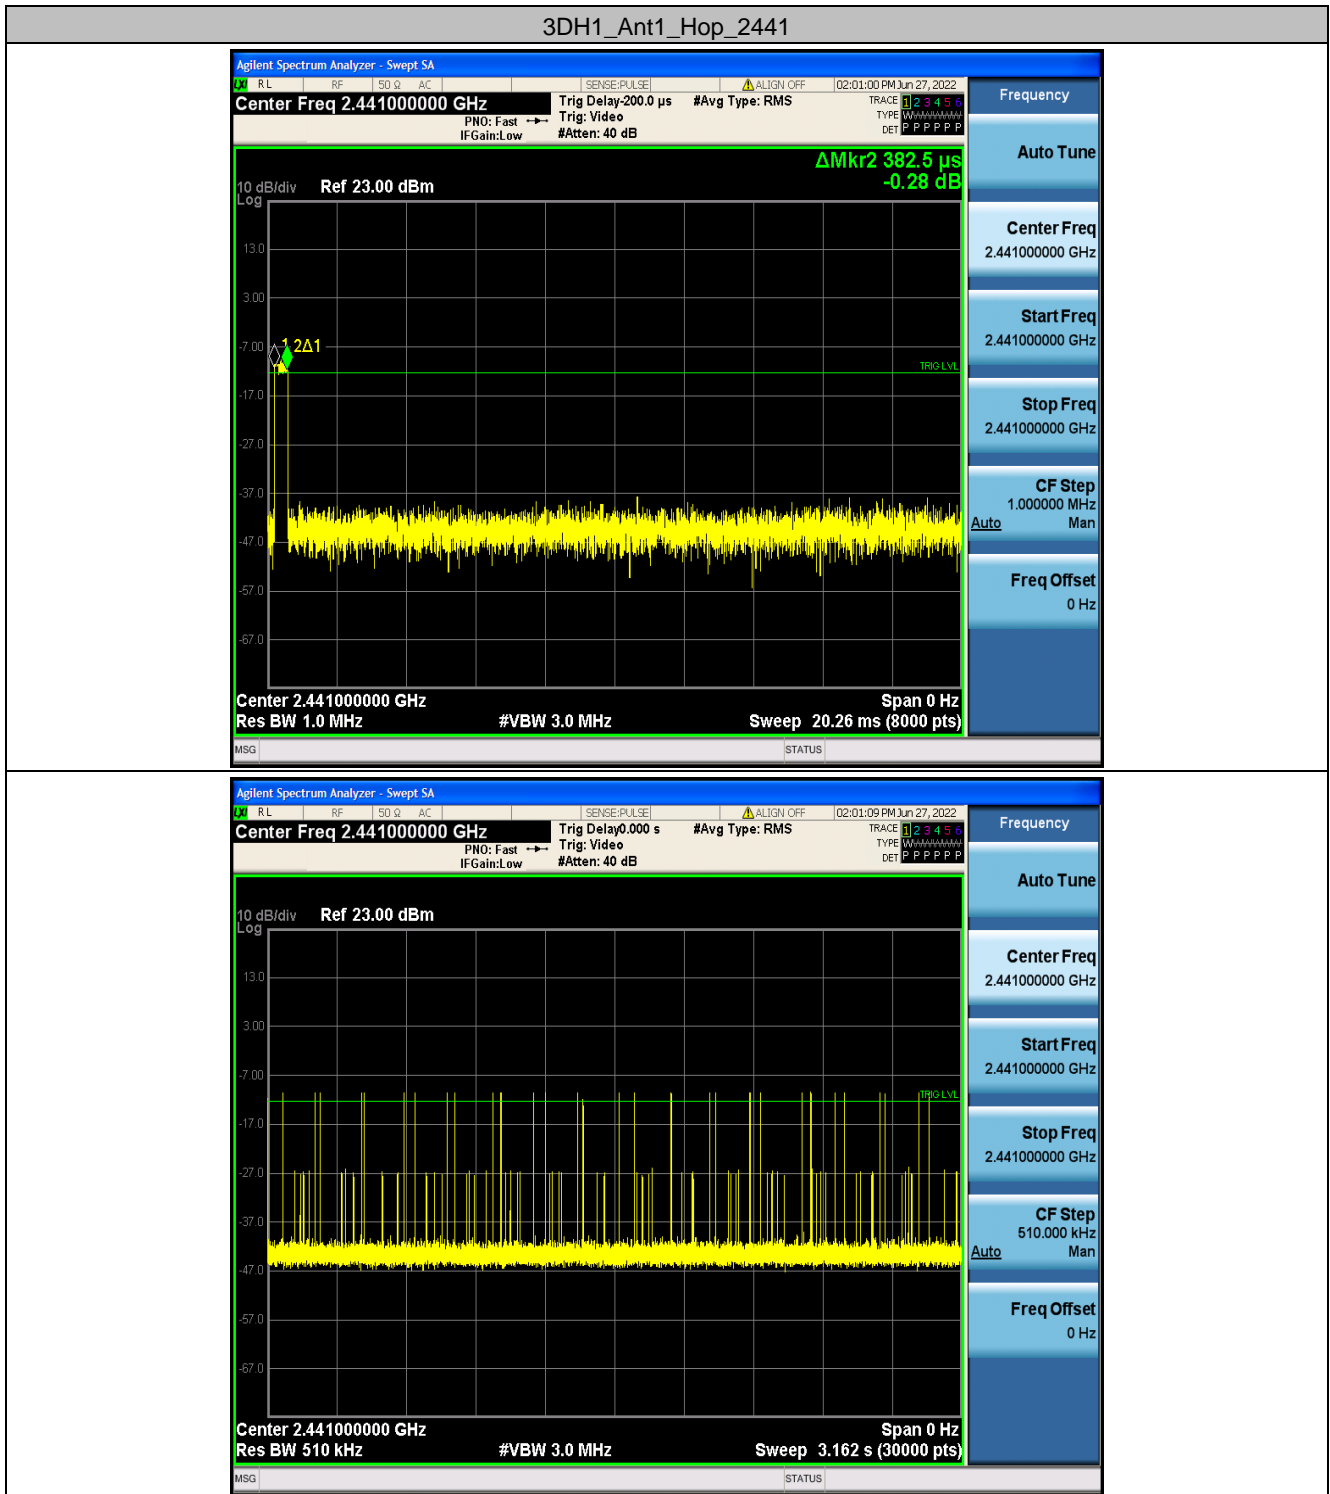 3DH1_Ant1_Hop_2441
Agilent Spectrum Analyzer - Swept SA
LXI RL RF 50 Ω AC SENSE:PULSE ALIGN OFF 02:01:00 PM Jun 27, 2022
Center Freq 2.441000000 GHz
PNO: Fast
IFGain:Low
Trig Delay-200.0 µs
Trig: Video
#Atten: 40 dB
#Avg Type: RMS
TRACE 1 2 3 4 5 6
TYPE WWWWWW
DET P P P P P P
ΔMkr2 382.5 µs
-0.28 dB
10 dB/div Ref 23.00 dBm
Log
13.0
3.00
-7.00
-17.0
-27.0
-37.0
-47.0
-57.0
-67.0
1 2Δ1
TRIG LVL
Center 2.441000000 GHz Span 0 Hz
Res BW 1.0 MHz #VBW 3.0 MHz Sweep 20.26 ms (8000 pts)
MSG STATUS
Frequency
Auto Tune
Center Freq
2.441000000 GHz
Start Freq
2.441000000 GHz
Stop Freq
2.441000000 GHz
CF Step
1.000000 MHz
Auto Man
Freq Offset
0 Hz
Agilent Spectrum Analyzer - Swept SA
LXI RL RF 50 Ω AC SENSE:PULSE ALIGN OFF 02:01:09 PM Jun 27, 2022
Center Freq 2.441000000 GHz
PNO: Fast
IFGain:Low
Trig Delay0.000 s
Trig: Video
#Atten: 40 dB
#Avg Type: RMS
TRACE 1 2 3 4 5 6
TYPE WWWWWW
DET P P P P P P
10 dB/div Ref 23.00 dBm
Log
13.0
3.00
-7.00
-17.0
-27.0
-37.0
-47.0
-57.0
-67.0
TRIG LVL
Center 2.441000000 GHz Span 0 Hz
Res BW 510 kHz #VBW 3.0 MHz Sweep 3.162 s (30000 pts)
MSG STATUS
Frequency
Auto Tune
Center Freq
2.441000000 GHz
Start Freq
2.441000000 GHz
Stop Freq
2.441000000 GHz
CF Step
510.000 kHz
Auto Man
Freq Offset
0 Hz